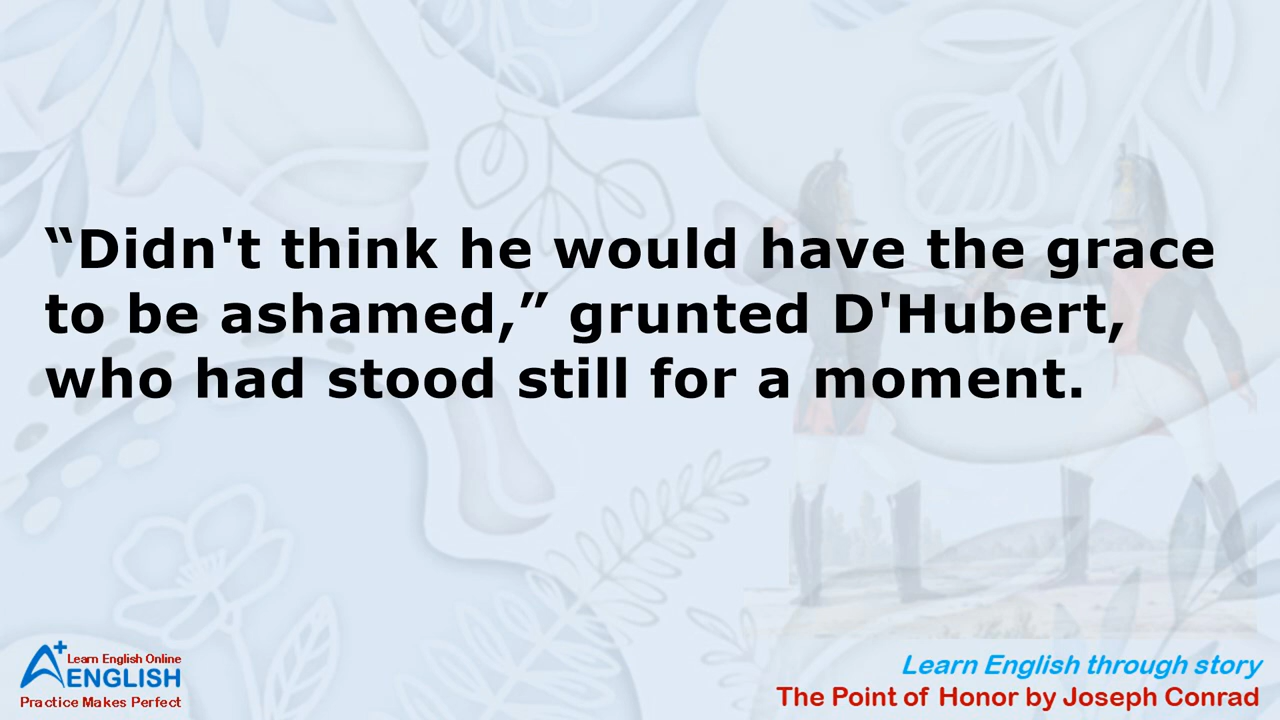 “Didn't think he would have the grace
to be ashamed,” grunted D'Hubert,
who had stood still for a moment.
A+ Learn English Online
ENGLISH
Practice Makes Perfect
Learn English through story
The Point of Honor by Joseph Conrad